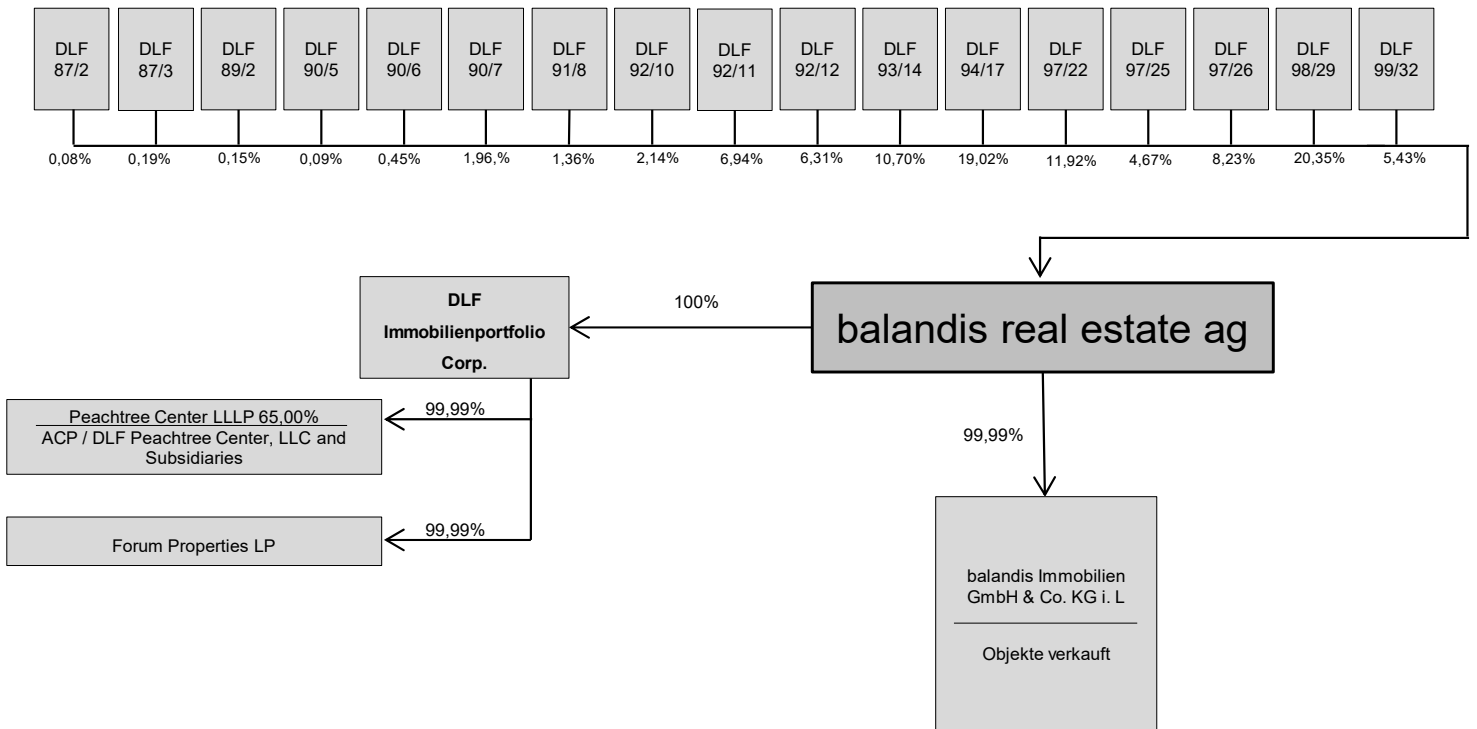 DLF
87/2
DLF
87/3
DLF
89/2
DLF
90/5
DLF
90/6
DLF
90/7
DLF
91/8
DLF
92/10
DLF
92/11
DLF
92/12
DLF
93/14
DLF
94/17
DLF
97/22
DLF
97/25
DLF
97/26
DLF
98/29
DLF
99/32
0,08%
0,19%
0,15%
0,09%
0,45%
1,96,%
1,36%
2,14%
6,94%
6,31%
10,70%
19,02%
11,92%
4,67%
8,23%
20,35%
5,43%
DLF
Immobilienportfolio
Corp.
100%
balandis real estate ag
Peachtree Center LLLP 65,00%
ACP / DLF Peachtree Center, LLC and
Subsidiaries
99,99%
99,99%
Forum Properties LP
99,99%
balandis Immobilien
GmbH & Co. KG i. L
Objekte verkauft